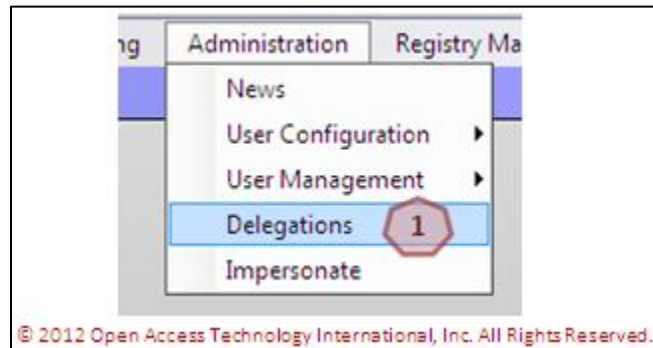 ng Administration Registry Ma
News
User Configuration
User Management
Delegations 1
Impersonate
© 2012 Open Access Technology International, Inc. All Rights Reserved.